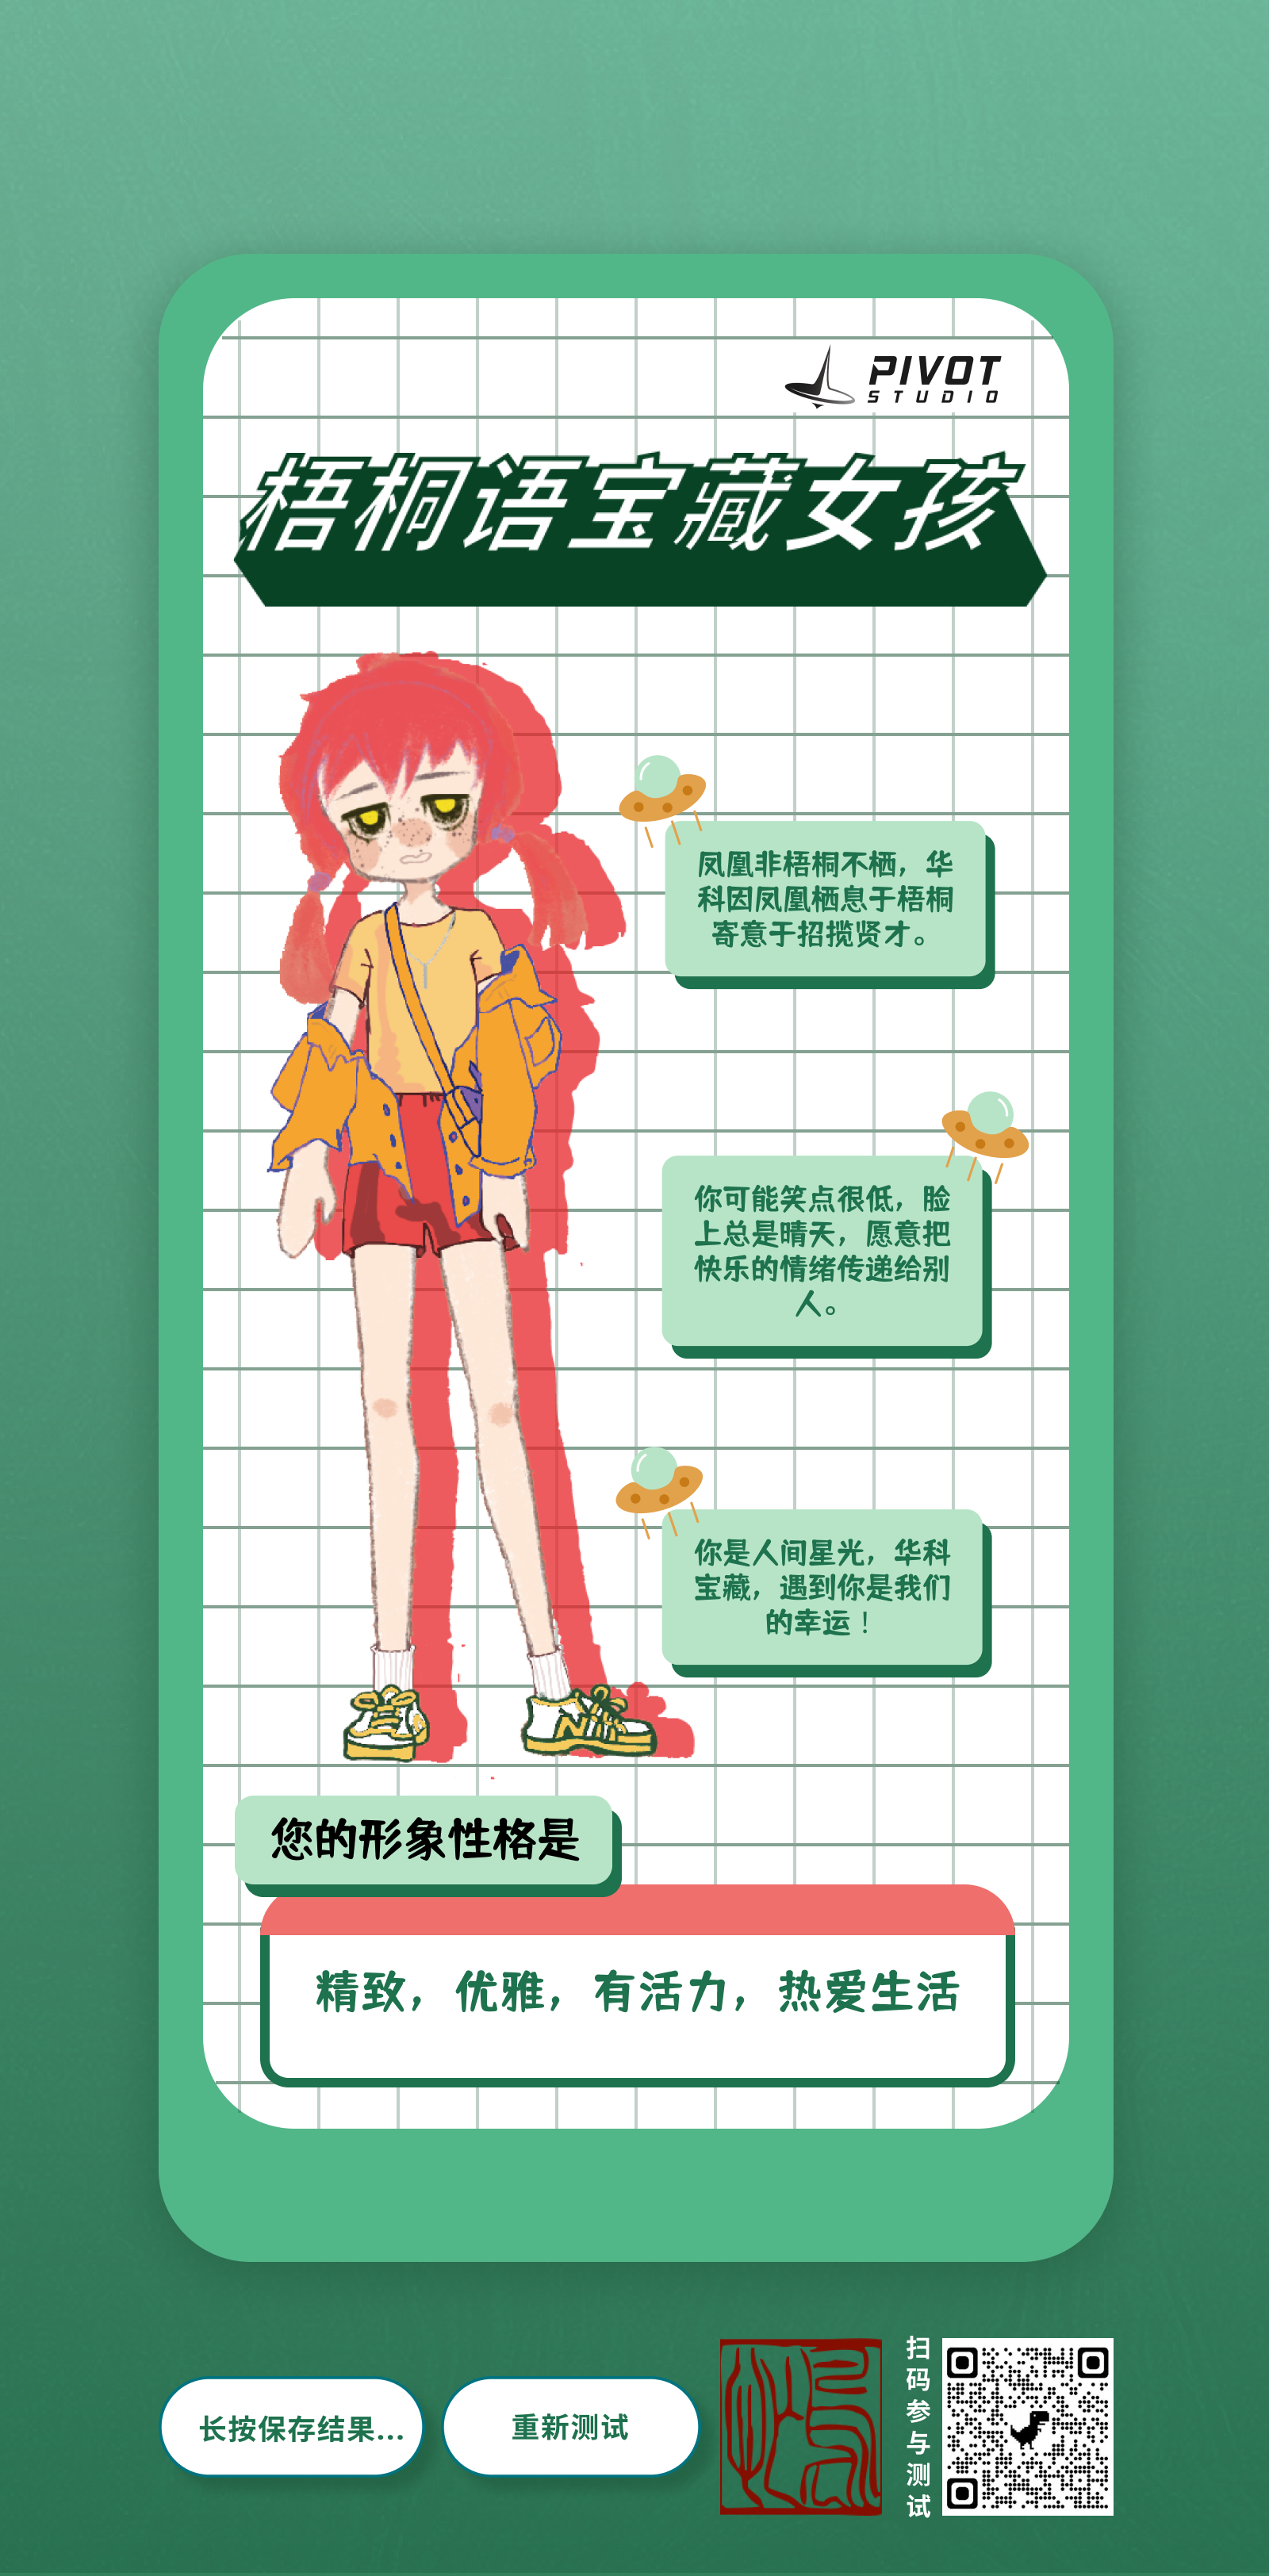 PIVOT
STUDIO
梧桐语宝藏女孩
凤凰非梧桐不栖，华
科因凤凰栖息于梧桐
寄意于招揽贤才。
你可能笑点很低，脸
上总是晴天，愿意把
快乐的情绪传递给别
人。
你是人间星光，华科
宝藏，遇到你是我们
的幸运！
您的形象性格是
精致，优雅，有活力，热爱生活
长按保存结果...
重新测试
扫码参与测试